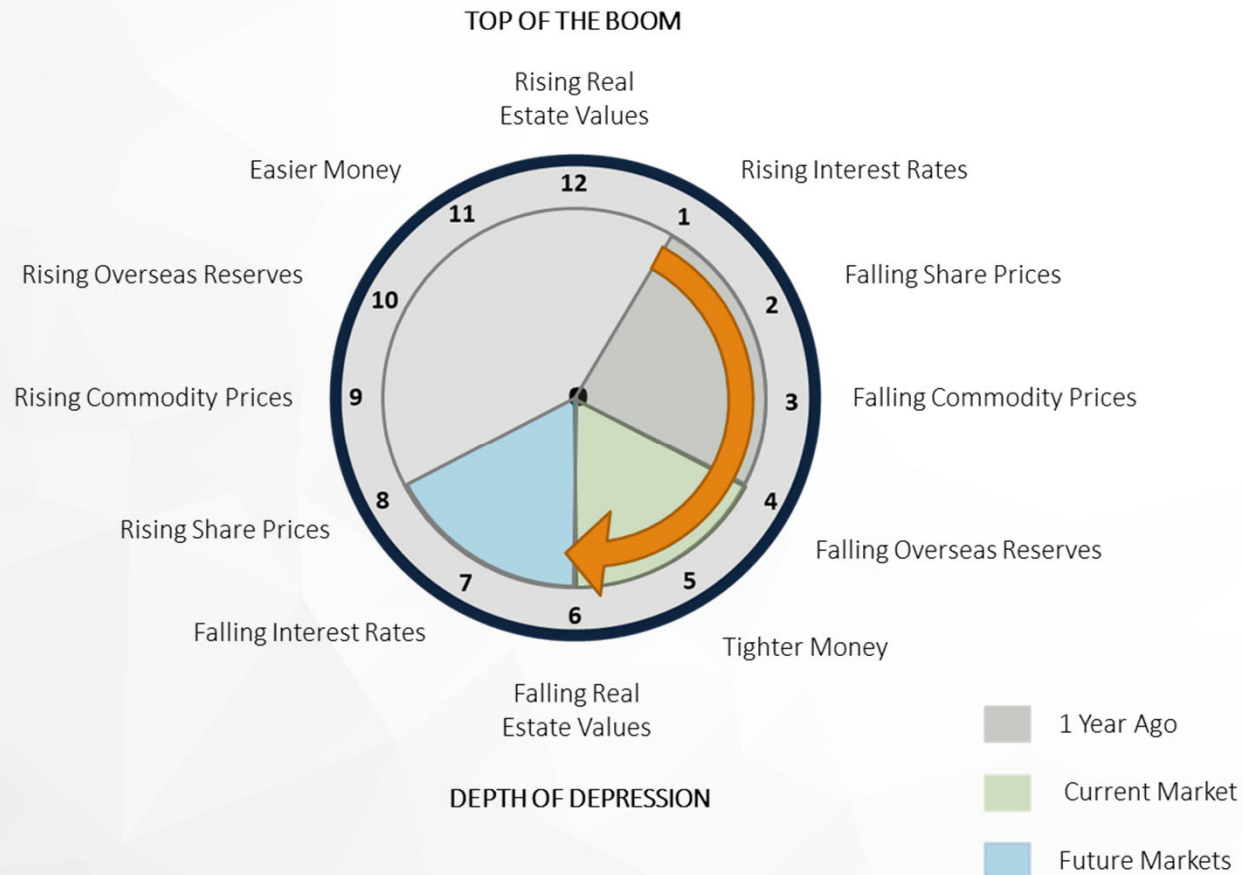 TOP OF THE BOOM
Rising Real
Estate Values
Easier Money
Rising Interest Rates
12
11
1
Rising Overseas Reserves
Falling Share Prices
10
2
Rising Commodity Prices
9
3
Falling Commodity Prices
8
4
Rising Share Prices
Falling Overseas Reserves
7
5
6
Falling Interest Rates
Tighter Money
Falling Real
Estate Values
1 Year Ago
DEPTH OF DEPRESSION
Current Market
Future Markets